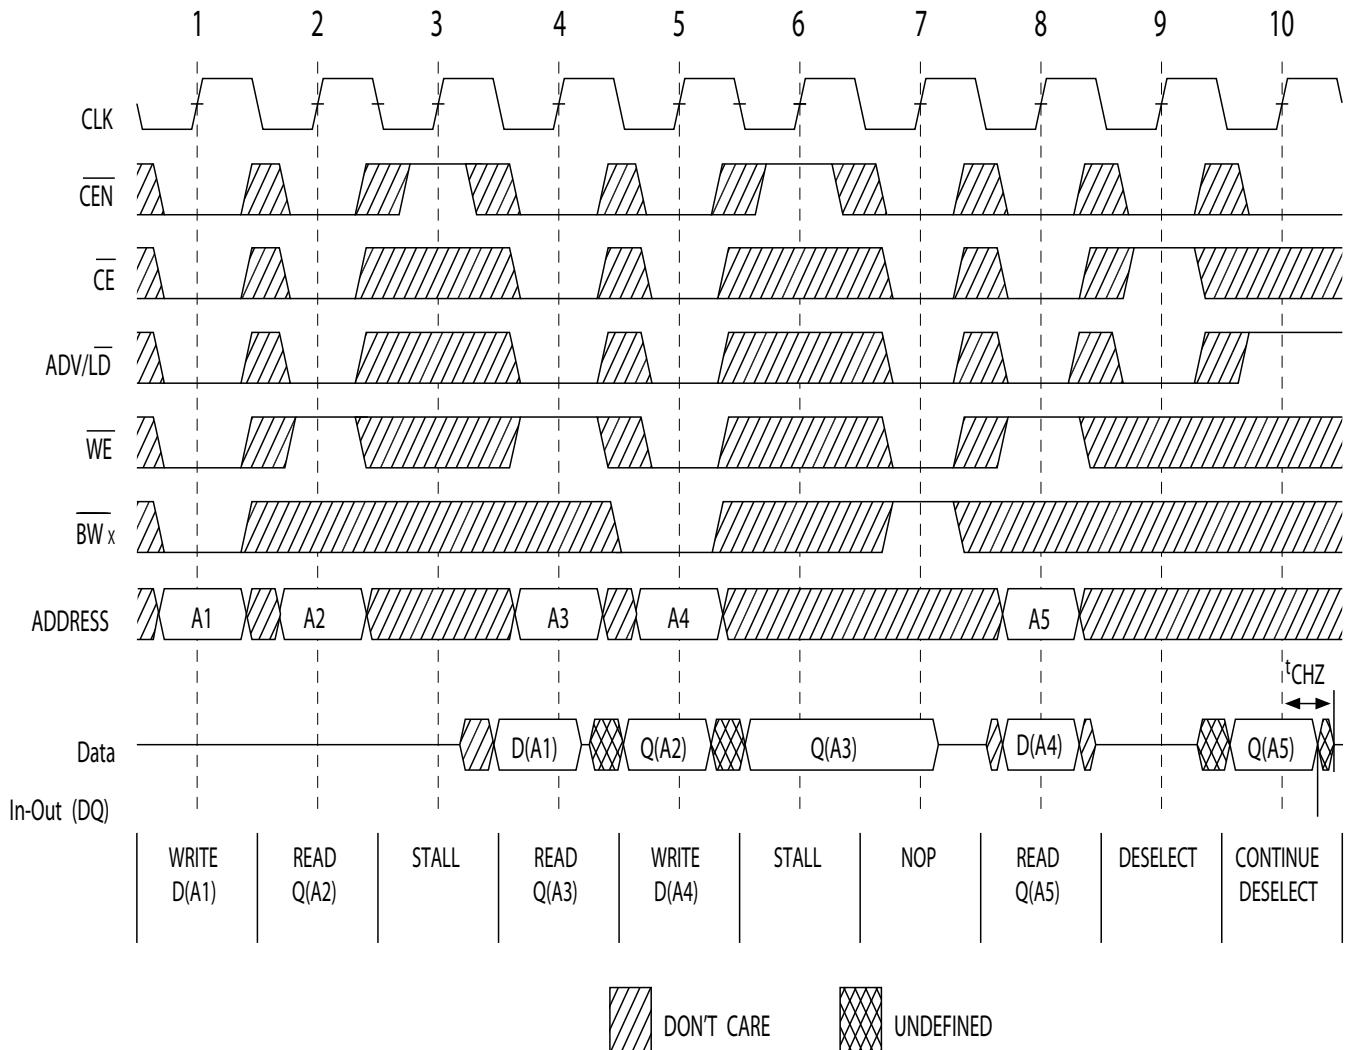 1 2 3 4 5 6 7 8 9 10
CLK
CEN
CE
ADV/LD
WE
BW x
ADDRESS A1 A2 A3 A4 A5
tCHZ
Data D(A1) Q(A2) Q(A3) D(A4) Q(A5)
In-Out (DQ)
WRITE READ STALL READ WRITE STALL NOP READ DESELECT CONTINUE
D(A1) Q(A2) Q(A3) D(A4) Q(A5) DESELECT
DON'T CARE UNDEFINED